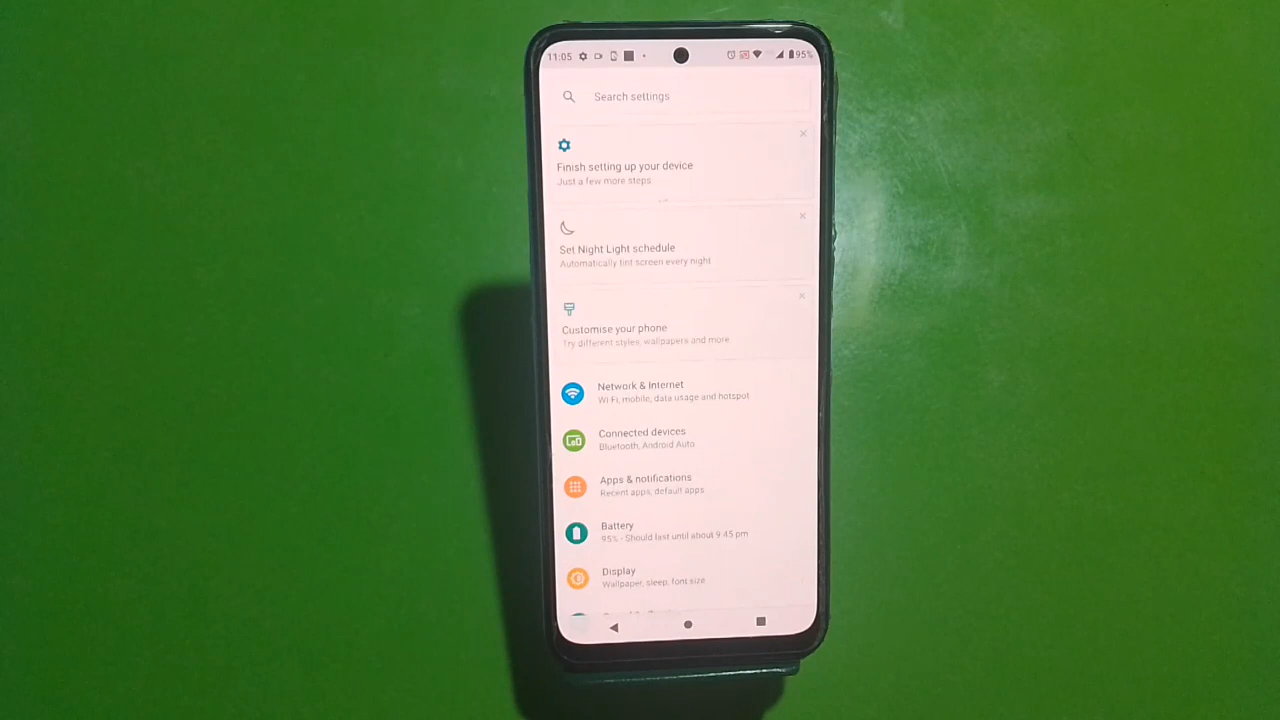 11:05
95%
Search settings
Finish setting up your device
Just a few more steps
Set Night Light schedule
Automatically tint screen every night
Customise your phone
Try different styles, wallpapers and more
Network & Internet
Wi-Fi, mobile, data usage and hotspot
Connected devices
Bluetooth, Android Auto
Apps & notifications
Recent apps, default apps
Battery
95% - Should last until about 9.45 pm
Display
Wallpaper, sleep, font size